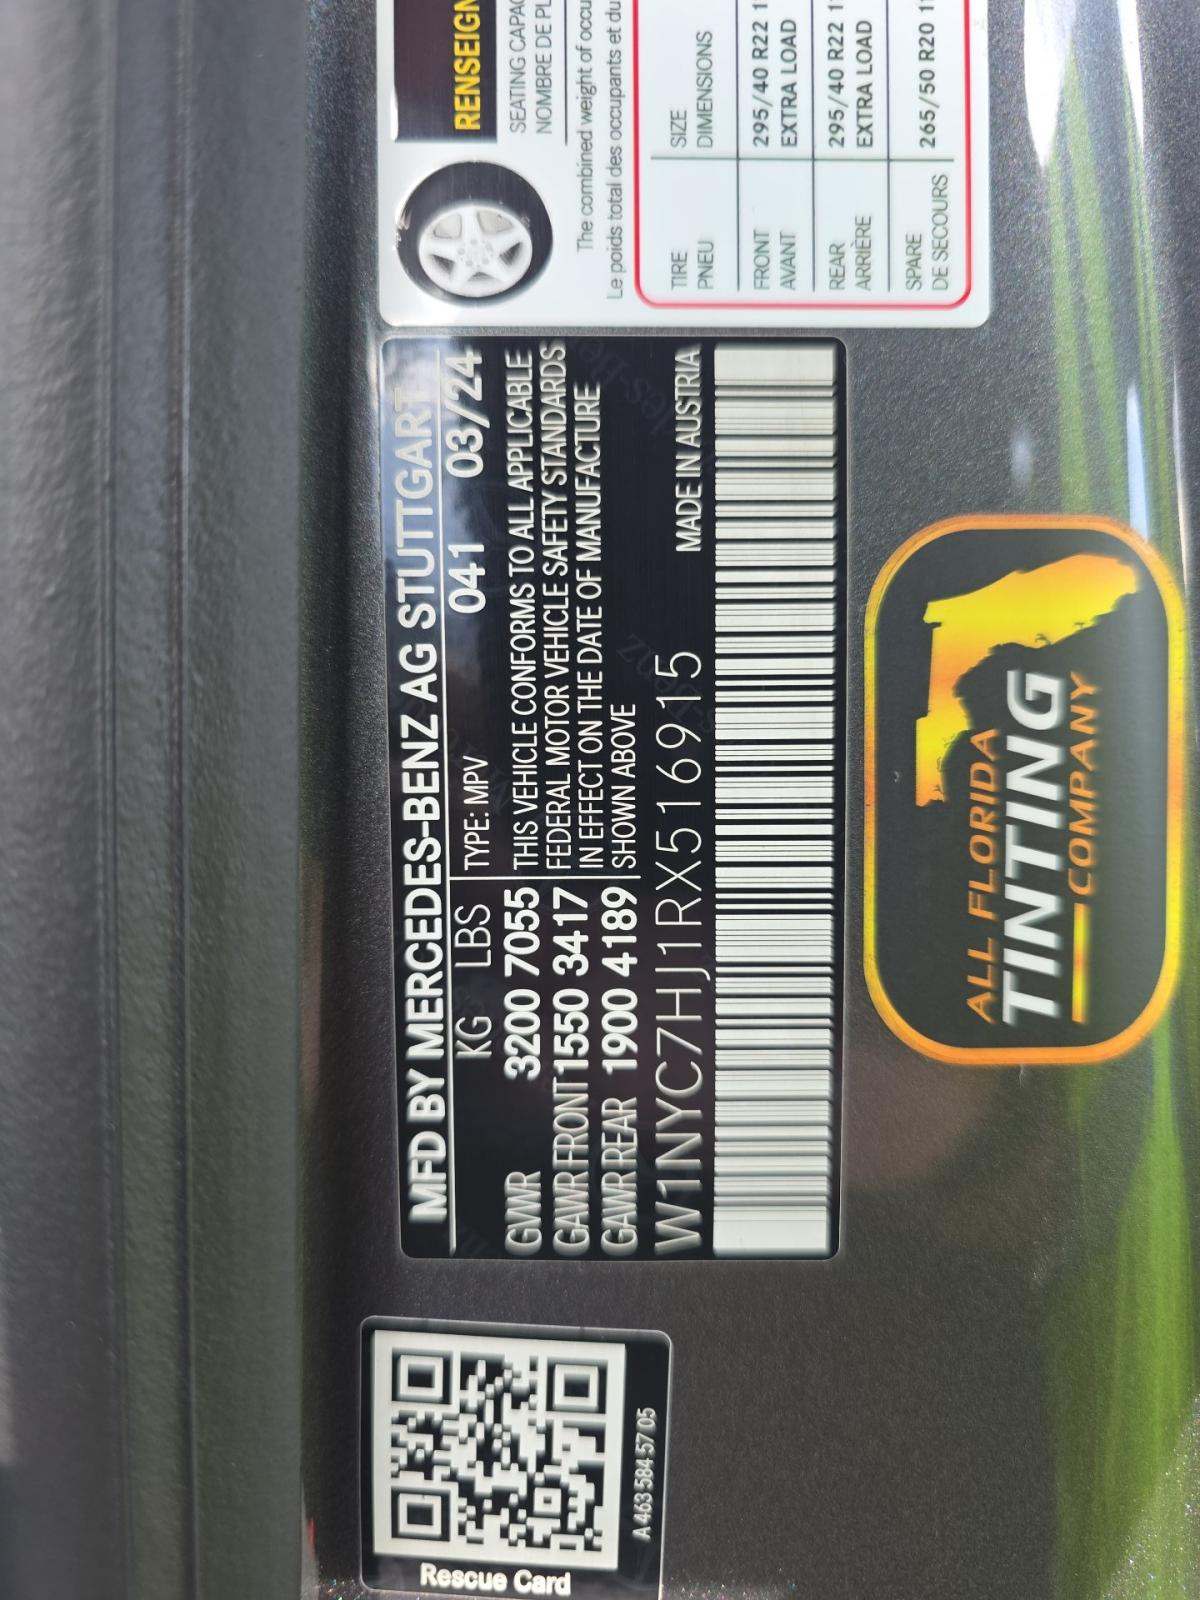 Rescue Card
A 463 584 57 05
MFD BY MERCEDES-BENZ AG STUTTGART
KG LBS TYPE: MPV 041 03/24
GVWR 3200 7055 THIS VEHICLE CONFORMS TO ALL APPLICABLE
GAWR FRONT 1550 3417 FEDERAL MOTOR VEHICLE SAFETY STANDARDS
GAWR REAR 1900 4189 IN EFFECT ON THE DATE OF MANUFACTURE
SHOWN ABOVE
W1NYC7HJ1RX516915 MADE IN AUSTRIA
ALL FLORIDA
TINTING
COMPANY
RENSEIGN
SEATING CAPAC
NOMBRE DE PL
The combined weight of occu
Le poids total des occupants et du
TIRE SIZE
PNEU DIMENSIONS
FRONT 295/40 R22 1
AVANT EXTRA LOAD
REAR 295/40 R22 1
ARRIÈRE EXTRA LOAD
SPARE 265/50 R20 1
DE SECOURS